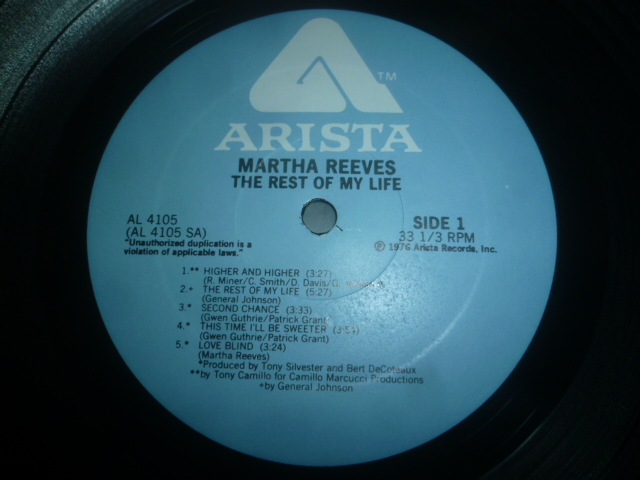 TM
ARISTA
MARTHA REEVES
THE REST OF MY LIFE
AL 4105
(AL 4105 SA)
"Unauthorized duplication is a
violation of applicable laws."
SIDE 1
33 1/3 RPM
℗ 1976 Arista Records, Inc.
1.** HIGHER AND HIGHER (3:27)
(R. Miner/C. Smith/D. Davis/G.
2.+ THE REST OF MY LIFE (5:27)
(General Johnson)
3.* SECOND CHANCE (3:33)
(Gwen Guthrie/Patrick Grant)
4.* THIS TIME I'LL BE SWEETER
(Gwen Guthrie/Patrick Grant)
5.* LOVE BLIND (3:24)
(Martha Reeves)
*Produced by Tony Silvester and Bert DeCoteaux
**by Tony Camillo for Camillo Marcucci Productions
+by General Johnson